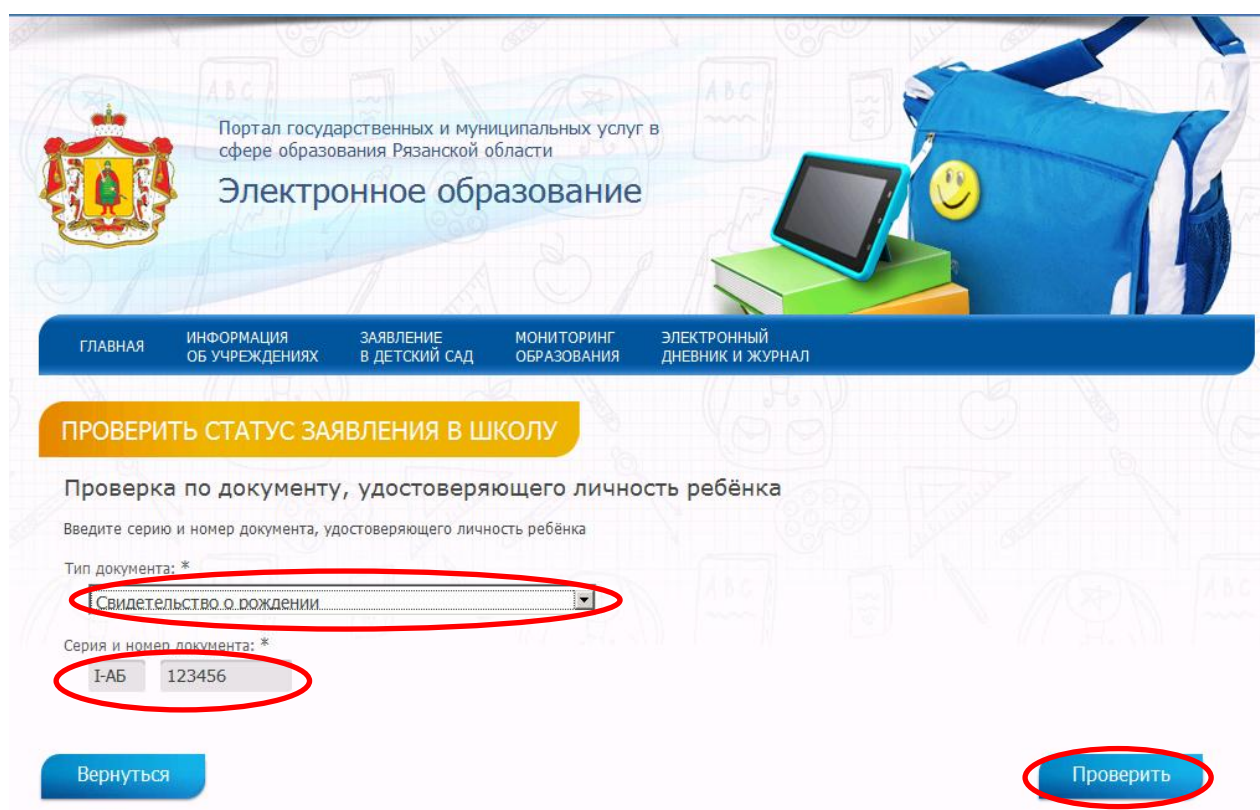 Портал государственных и муниципальных услуг в
сфере образования Рязанской области
Электронное образование
ГЛАВНАЯ
ИНФОРМАЦИЯ
ОБ УЧРЕЖДЕНИЯХ
ЗАЯВЛЕНИЕ
В ДЕТСКИЙ САД
МОНИТОРИНГ
ОБРАЗОВАНИЯ
ЭЛЕКТРОННЫЙ
ДНЕВНИК И ЖУРНАЛ
ПРОВЕРИТЬ СТАТУС ЗАЯВЛЕНИЯ В ШКОЛУ
Проверка по документу, удостоверяющего личность ребёнка
Введите серию и номер документа, удостоверяющего личность ребёнка
Тип документа: *
Свидетельство о рождении
Серия и номер документа: *
I-АБ 123456
Вернуться
Проверить